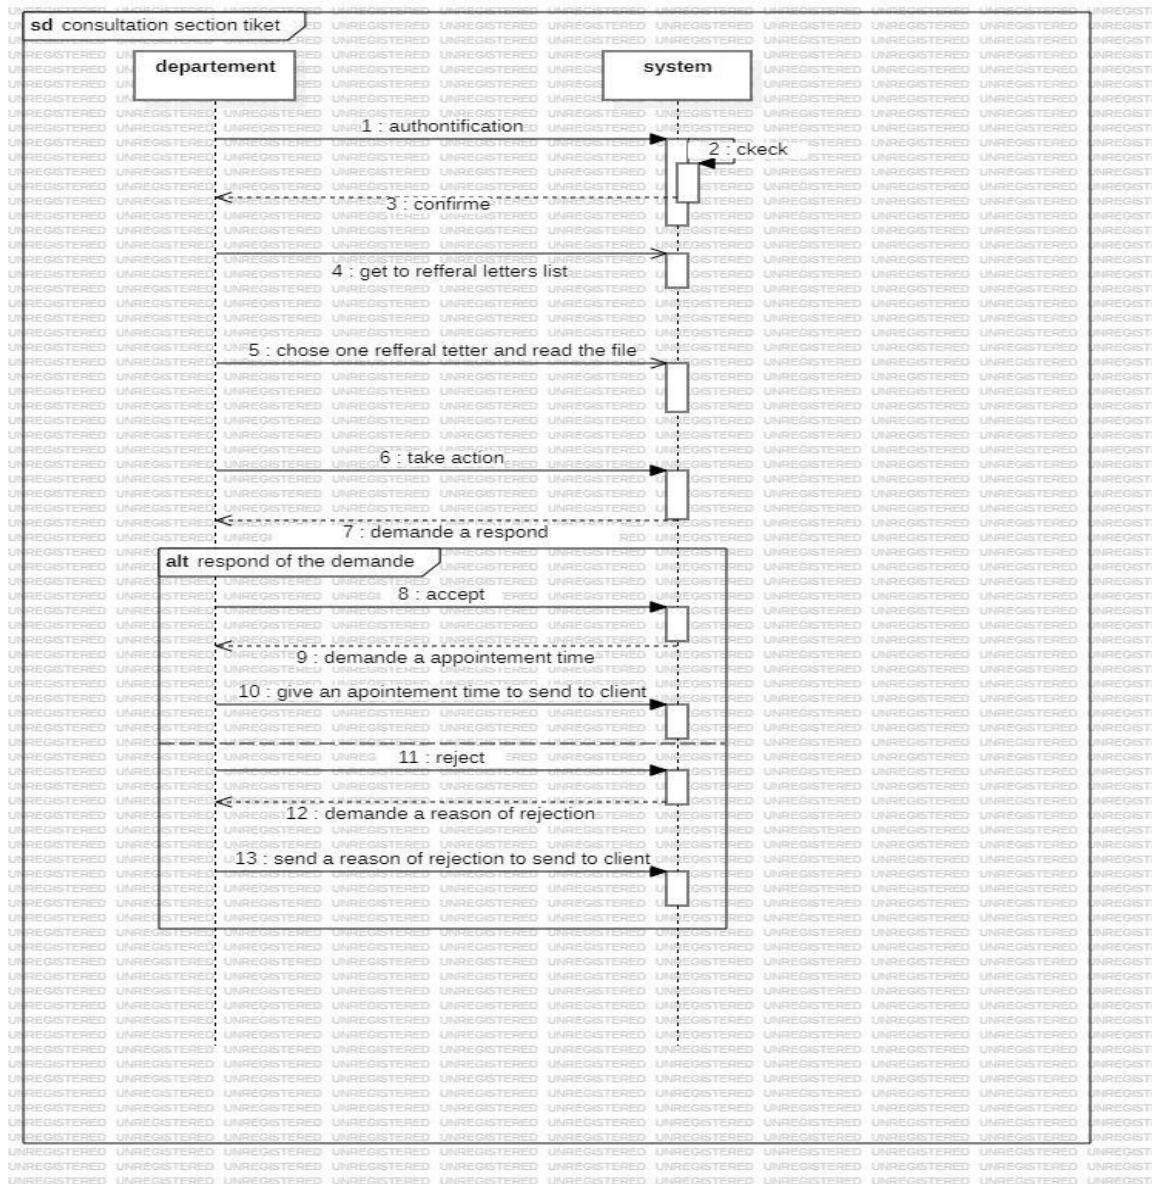 sd consultation section tiket
departement
system
1 : authontification
2 : ckeck
3 : confirme
4 : get to refferal letters list
5 : chose one refferal tetter and read the file
6 : take action
7 : demande a respond
alt respond of the demande
8 : accept
9 : demande a appointement time
10 : give an apointement time to send to client
11 : reject
12 : demande a reason of rejection
13 : send a reason of rejection to send to client
UNREGISTERED